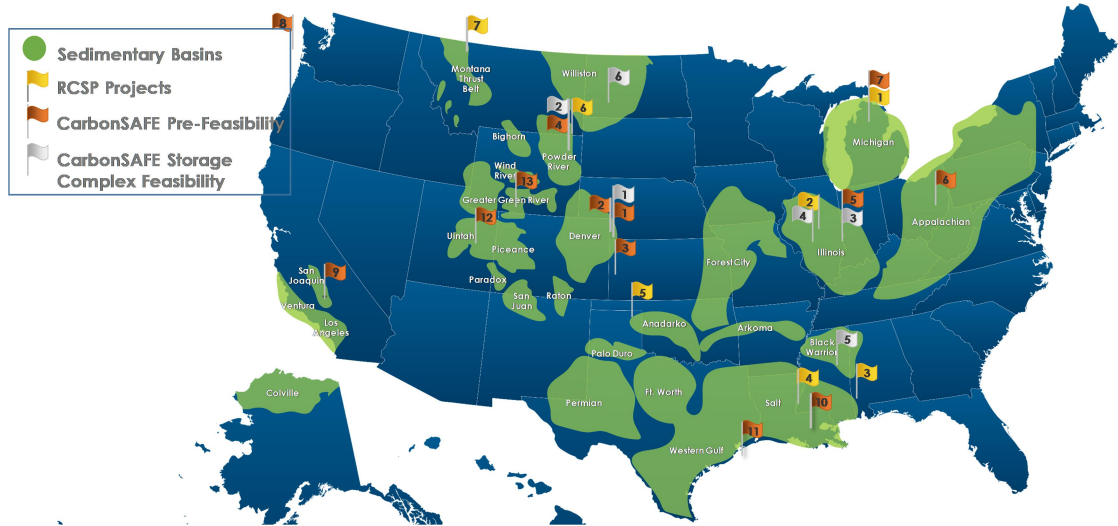 8
7
Sedimentary Basins
RCSP Projects
CarbonSAFE Pre-Feasibility
CarbonSAFE Storage
Complex Feasibility
Montana
Thrust
Belt
Williston
6
2
6
4
7
1
Michigan
Bighorn
Powder
River
Wind
River
13
Greater Green River
12
1
2
1
Denver
3
Uintah
Piceance
2
4
5
3
Illinois
6
Appalachian
Forest City
9
San
Joaquin
Ventura
Los
Angeles
Paradox
San
Juan
Raton
5
Anadarko
Arkoma
Palo Duro
Black
Warrior
5
3
4
10
Salt
Ft. Worth
Permian
11
Western Gulf
Colville